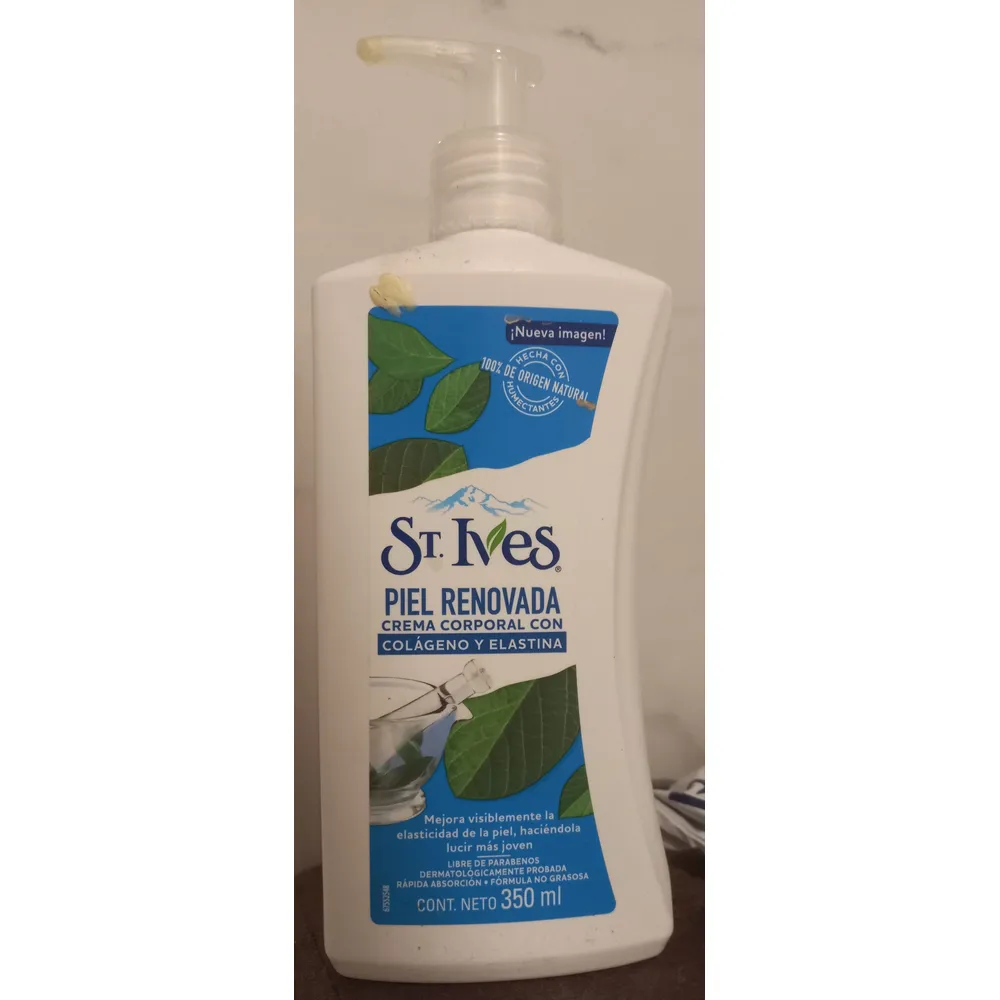 ¡Nueva imagen!
HECHA CON
100% DE ORIGEN NATURAL
HUMECTANTES
ST. IVES®
PIEL RENOVADA
CREMA CORPORAL CON
COLÁGENO Y ELASTINA
Mejora visiblemente la
elasticidad de la piel, haciéndola
lucir más joven
LIBRE DE PARABENOS
DERMATOLÓGICAMENTE PROBADA
RÁPIDA ABSORCIÓN • FÓRMULA NO GRASOSA
CONT. NETO 350 ml